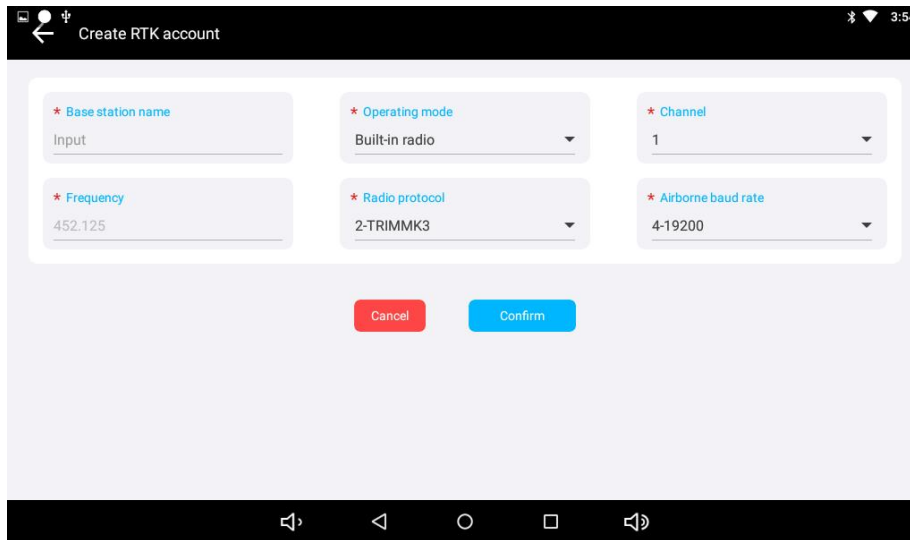 3:5
Create RTK account
* Base station name
Input
* Operating mode
Built-in radio
* Channel
1
* Frequency
452.125
* Radio protocol
2-TRIMMK3
* Airborne baud rate
4-19200
Cancel
Confirm